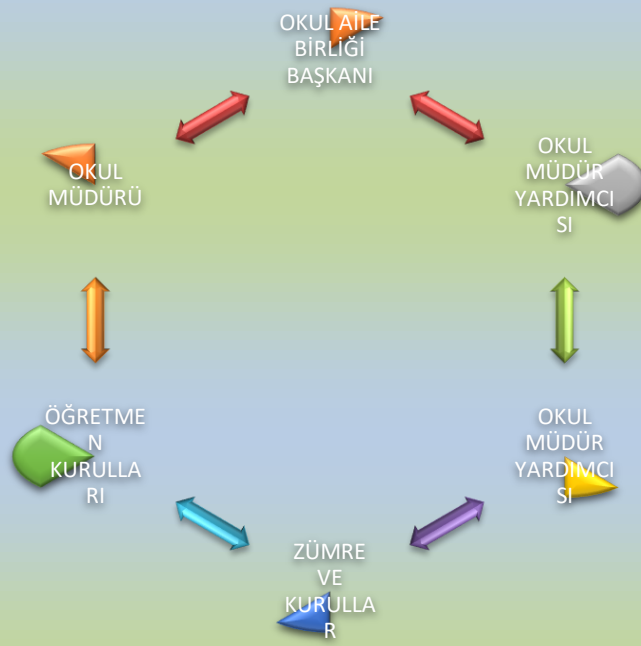 OKUL AİLE
BİRLİĞİ
BAŞKANI
OKUL
MÜDÜR
YARDIMCI
SI
OKUL
MÜDÜR
YARDIMCI
SI
ZÜMRE
VE
KURULLA
R
ÖĞRETME
N
KURULLA
RI
OKUL
MÜDÜRÜ